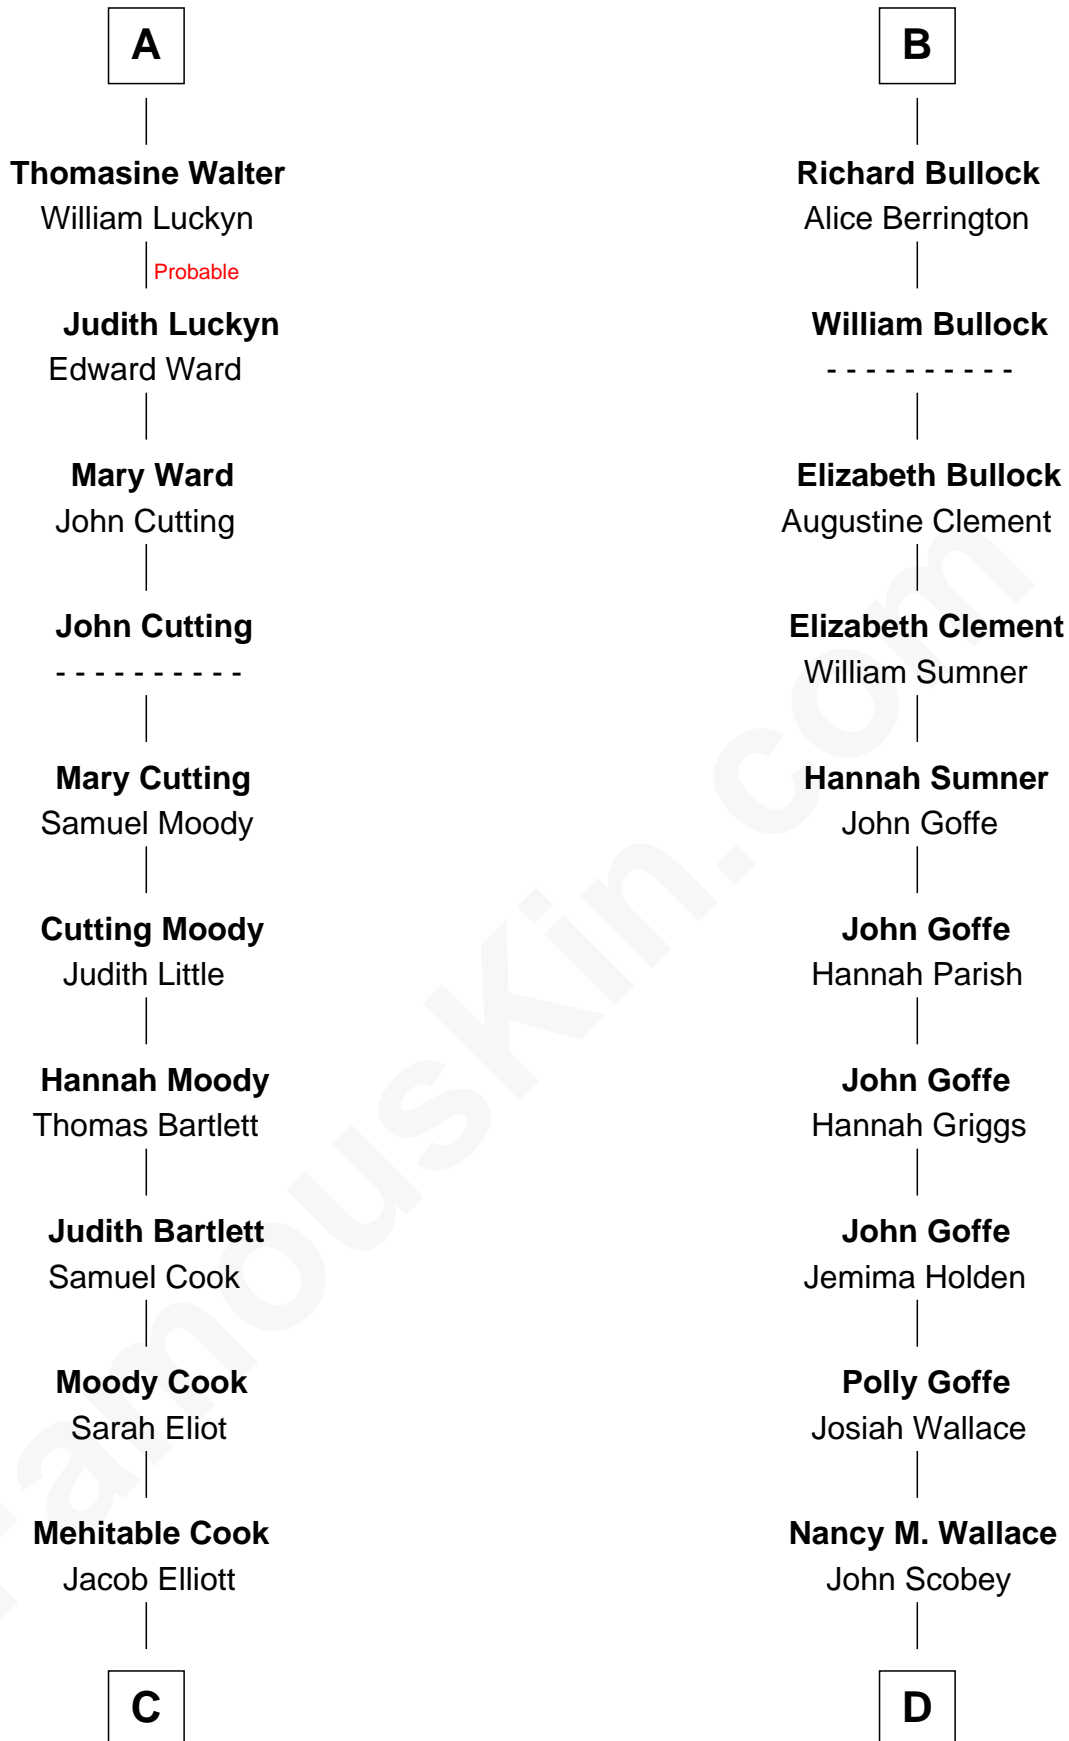 A
Thomasine Walter
William Luckyn
Probable
Judith Luckyn
Edward Ward
Mary Ward
John Cutting
John Cutting
- - - - - - - - - -
Mary Cutting
Samuel Moody
Cutting Moody
Judith Little
Hannah Moody
Thomas Bartlett
Judith Bartlett
Samuel Cook
Moody Cook
Sarah Eliot
Mehitable Cook
Jacob Elliott
C
B
Richard Bullock
Alice Berrington
William Bullock
- - - - - - - - - -
Elizabeth Bullock
Augustine Clement
Elizabeth Clement
William Sumner
Hannah Sumner
John Goffe
John Goffe
Hannah Parish
John Goffe
Hannah Griggs
John Goffe
Jemima Holden
Polly Goffe
Josiah Wallace
Nancy M. Wallace
John Scobey
D
FamousKin.com